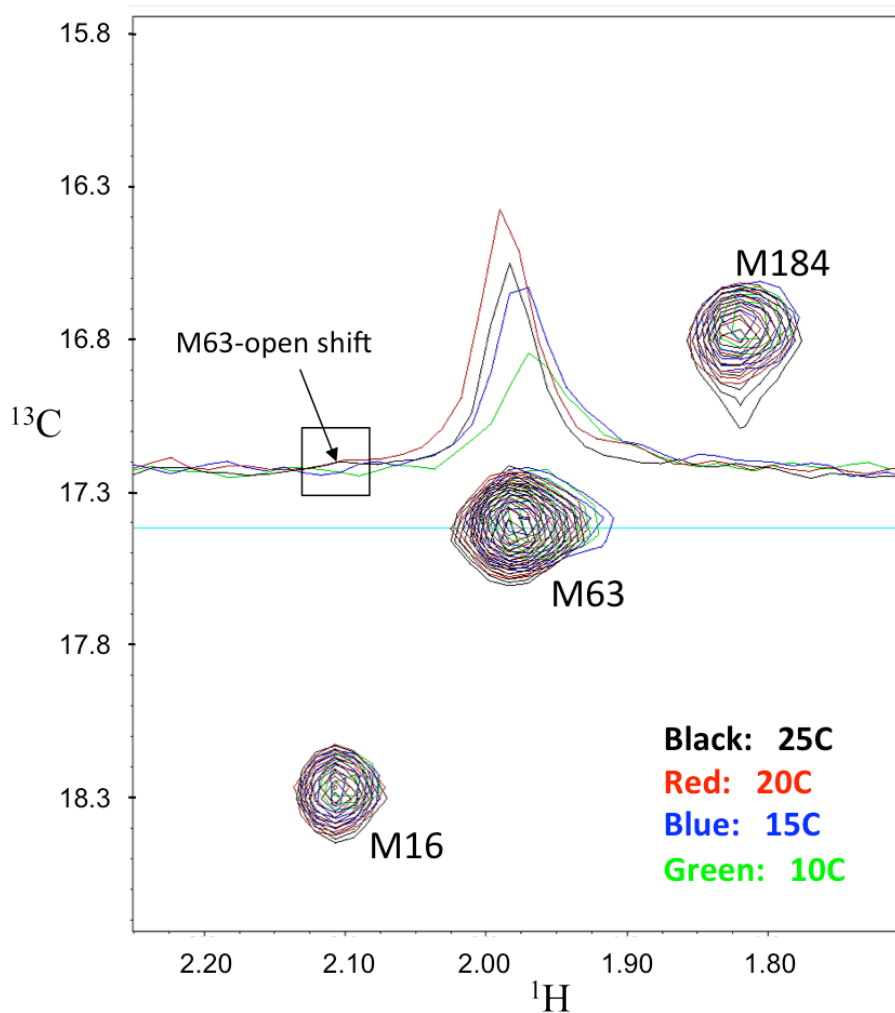 15.8
16.3
M184
16.8
M63-open shift
¹³C
17.3
M63
17.8
Black: 25C
Red: 20C
18.3
Blue: 15C
M16
Green: 10C
2.20
2.10
2.00
1.90
1.80
¹H